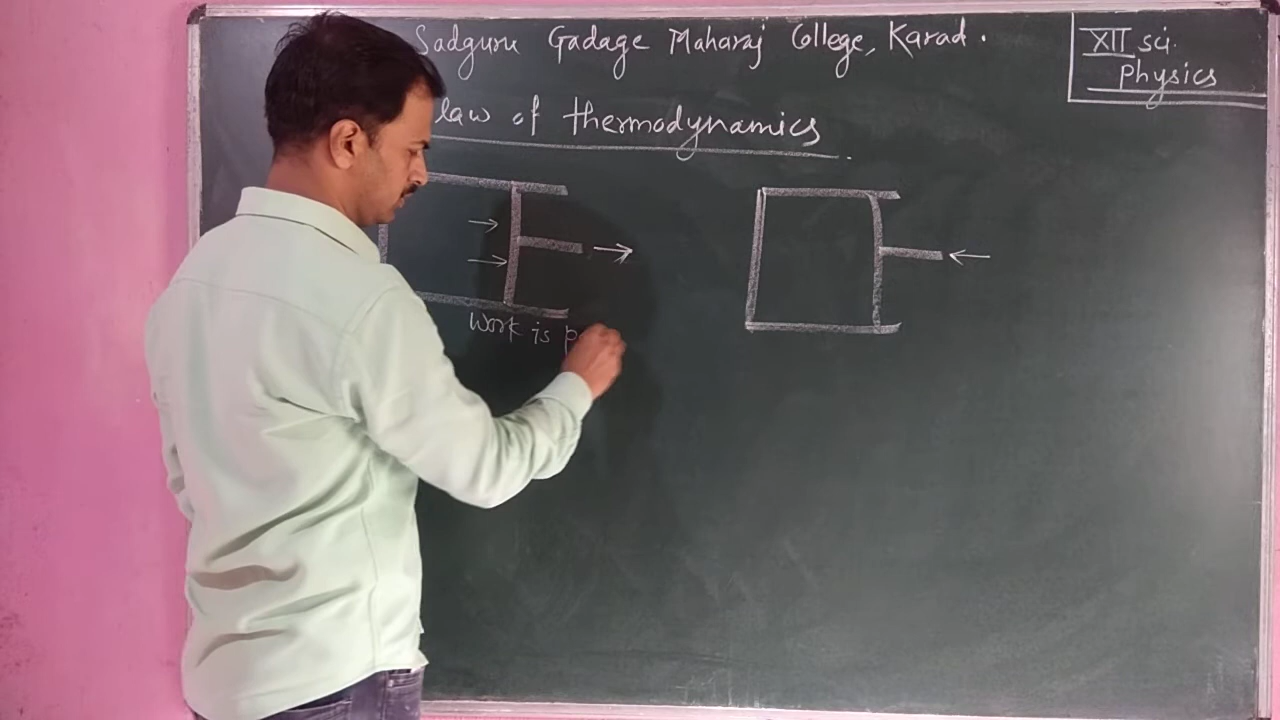 Sadguru Gadage Maharaj College, Karad.
XII sci.
Physics
law of thermodynamics
Work is